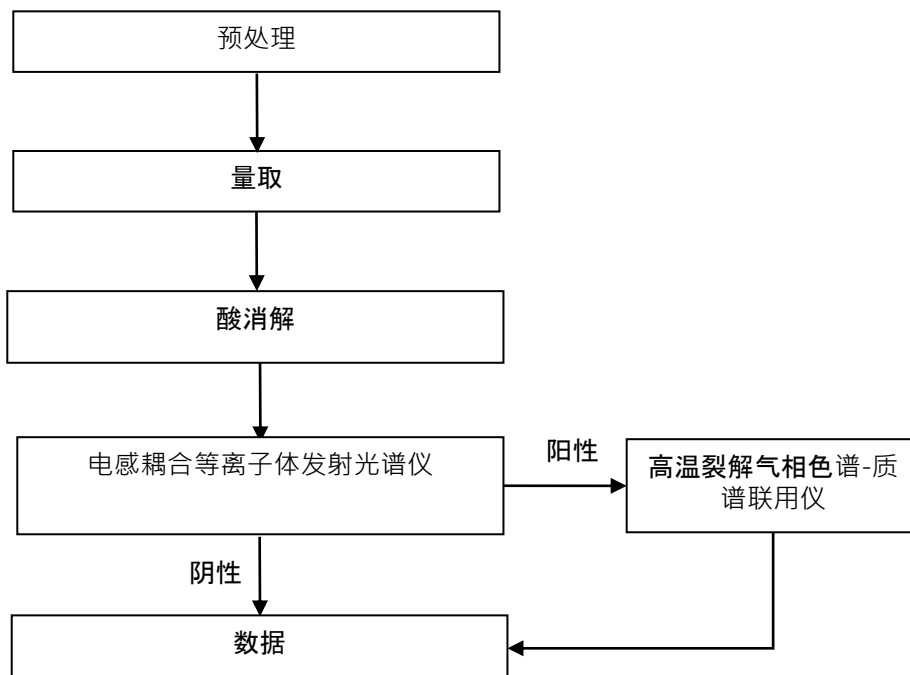 预处理
量取
酸消解
电感耦合等离子体发射光谱仪
阳性
高温裂解气相色谱-质
谱联用仪
阴性
数据